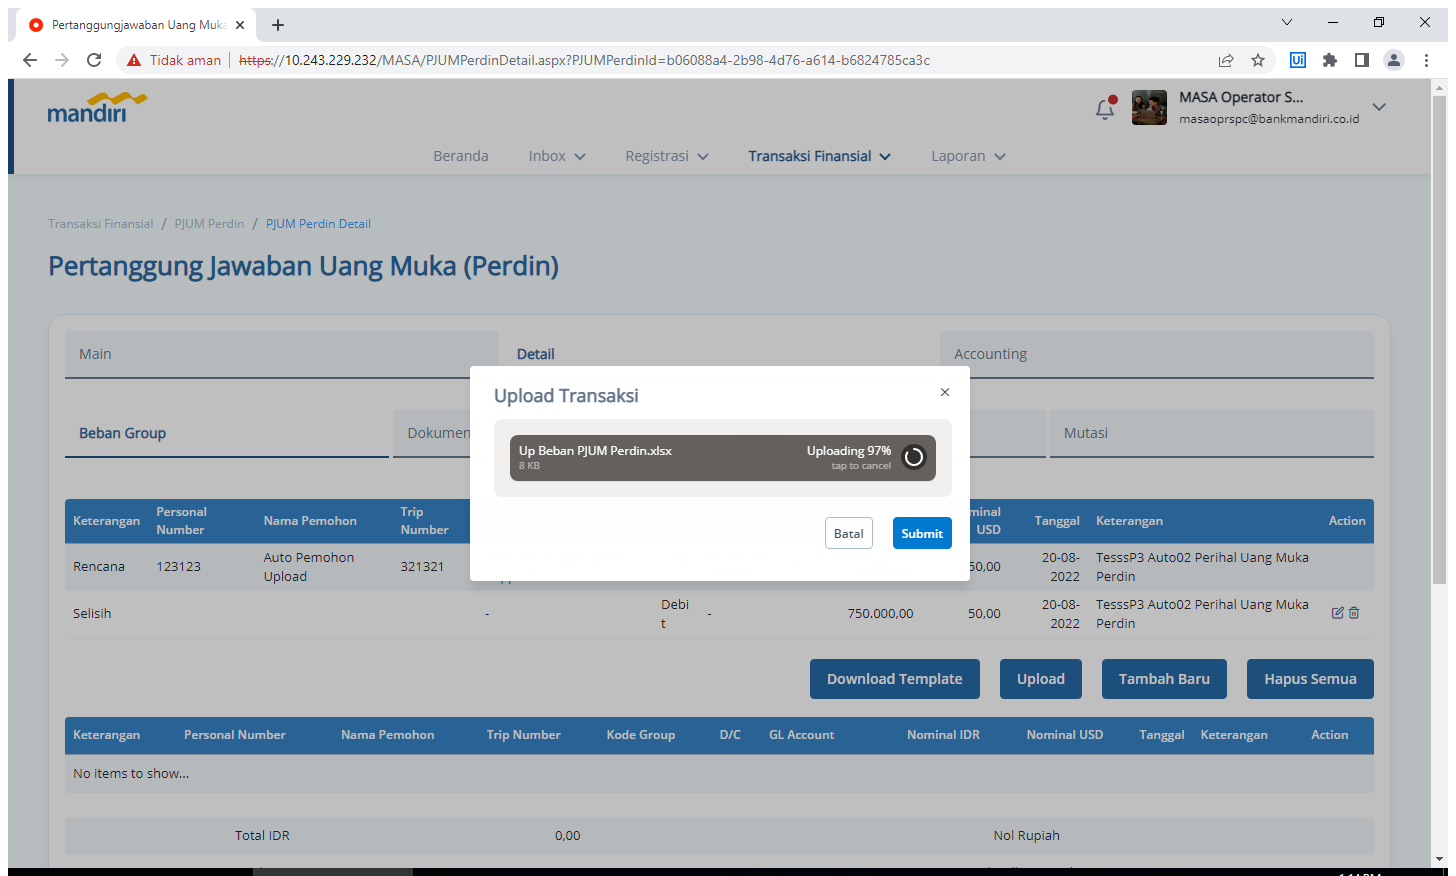 Pertanggungjawaban Uang Muka
Tidak aman
https://10.243.229.232/MASA/PJUMPerdinDetail.aspx?PJUMPerdinId=b06088a4-2b98-4d76-a614-b6824785ca3c
Ui
mandiri
MASA Operator S...
masaoprspc@bankmandiri.co.id
Beranda Inbox Registrasi Transaksi Finansial Laporan
Transaksi Finansial / PJUM Perdin / PJUM Perdin Detail
Pertanggung Jawaban Uang Muka (Perdin)
Main Detail Accounting
Upload Transaksi
Beban Group Dokumen Mutasi
Up Beban PJUM Perdin.xlsx Uploading 97%
8 KB tap to cancel
Batal Submit
Keterangan Personal Number Nama Pemohon Trip Number USD Tanggal Keterangan Action
Rencana 123123 Auto Pemohon Upload 321321 50,00 20-08-2022 TesssP3 Auto02 Perihal Uang Muka Perdin
Selisih - Debit - 750.000,00 50,00 20-08-2022 TesssP3 Auto02 Perihal Uang Muka Perdin
Download Template Upload Tambah Baru Hapus Semua
Keterangan Personal Number Nama Pemohon Trip Number Kode Group D/C GL Account Nominal IDR Nominal USD Tanggal Keterangan Action
No items to show...
Total IDR 0,00 Nol Rupiah